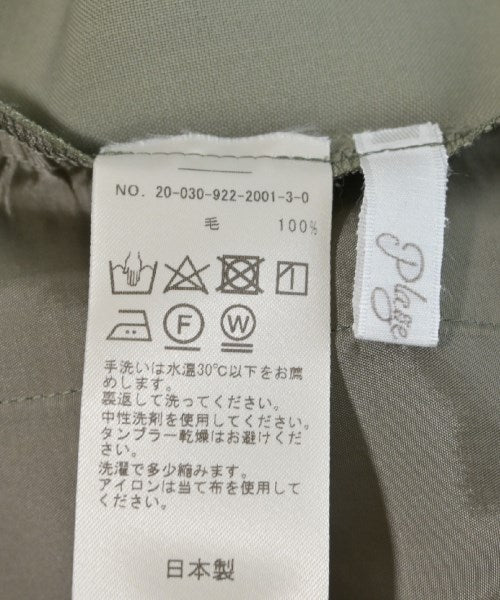 NO. 20-030-922-2001-3-0
毛 100%
F W
手洗いは水温30℃以下をお薦
めします。
裏返して洗ってください。
中性洗剤を使用してください。
タンブラー乾燥はお避けくだ
さい。
洗濯で多少縮みます。
アイロンは当て布を使用して
ください。
日本製
Plage